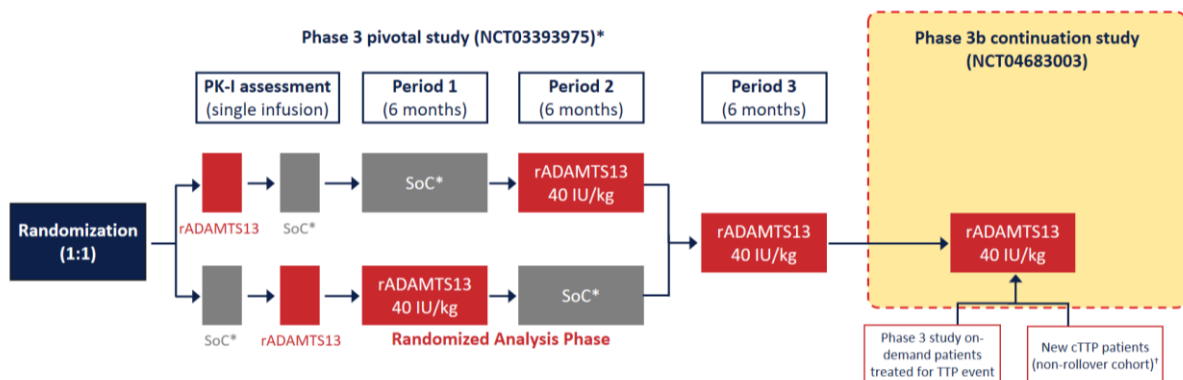 Phase 3 pivotal study (NCT03393975)*
Phase 3b continuation study
(NCT04683003)
PK-I assessment
(single infusion)
Period 1
(6 months)
Period 2
(6 months)
Period 3
(6 months)
Randomization
(1:1)
rADAMTS13
SoC*
SoC*
rADAMTS13
40 IU/kg
SoC*
rADAMTS13
rADAMTS13
40 IU/kg
SoC*
Randomized Analysis Phase
rADAMTS13
40 IU/kg
rADAMTS13
40 IU/kg
Phase 3 study on-
demand patients
treated for TTP event
New cTTP patients
(non-rollover cohort)†